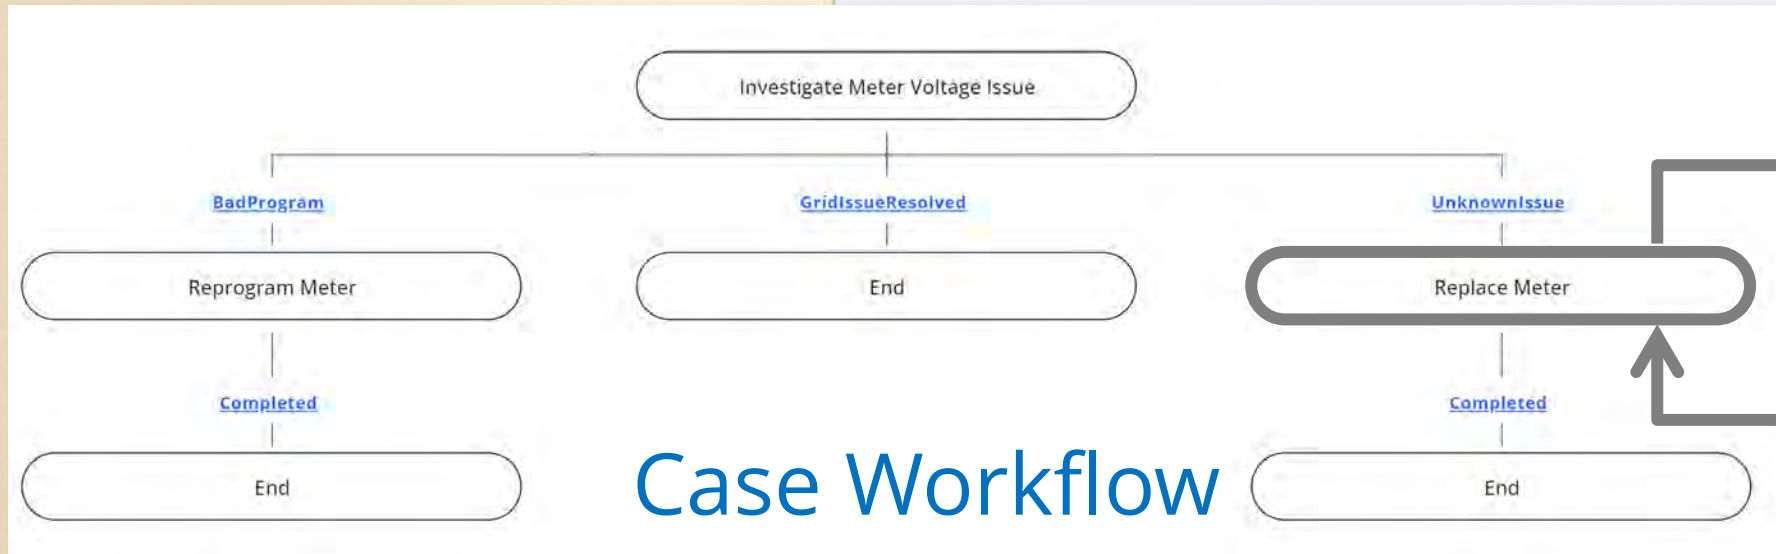 Investigate Meter Voltage Issue
BadProgram
GridIssueResolved
UnknownIssue
Reprogram Meter
End
Replace Meter
Completed
Completed
Case Workflow
End
End